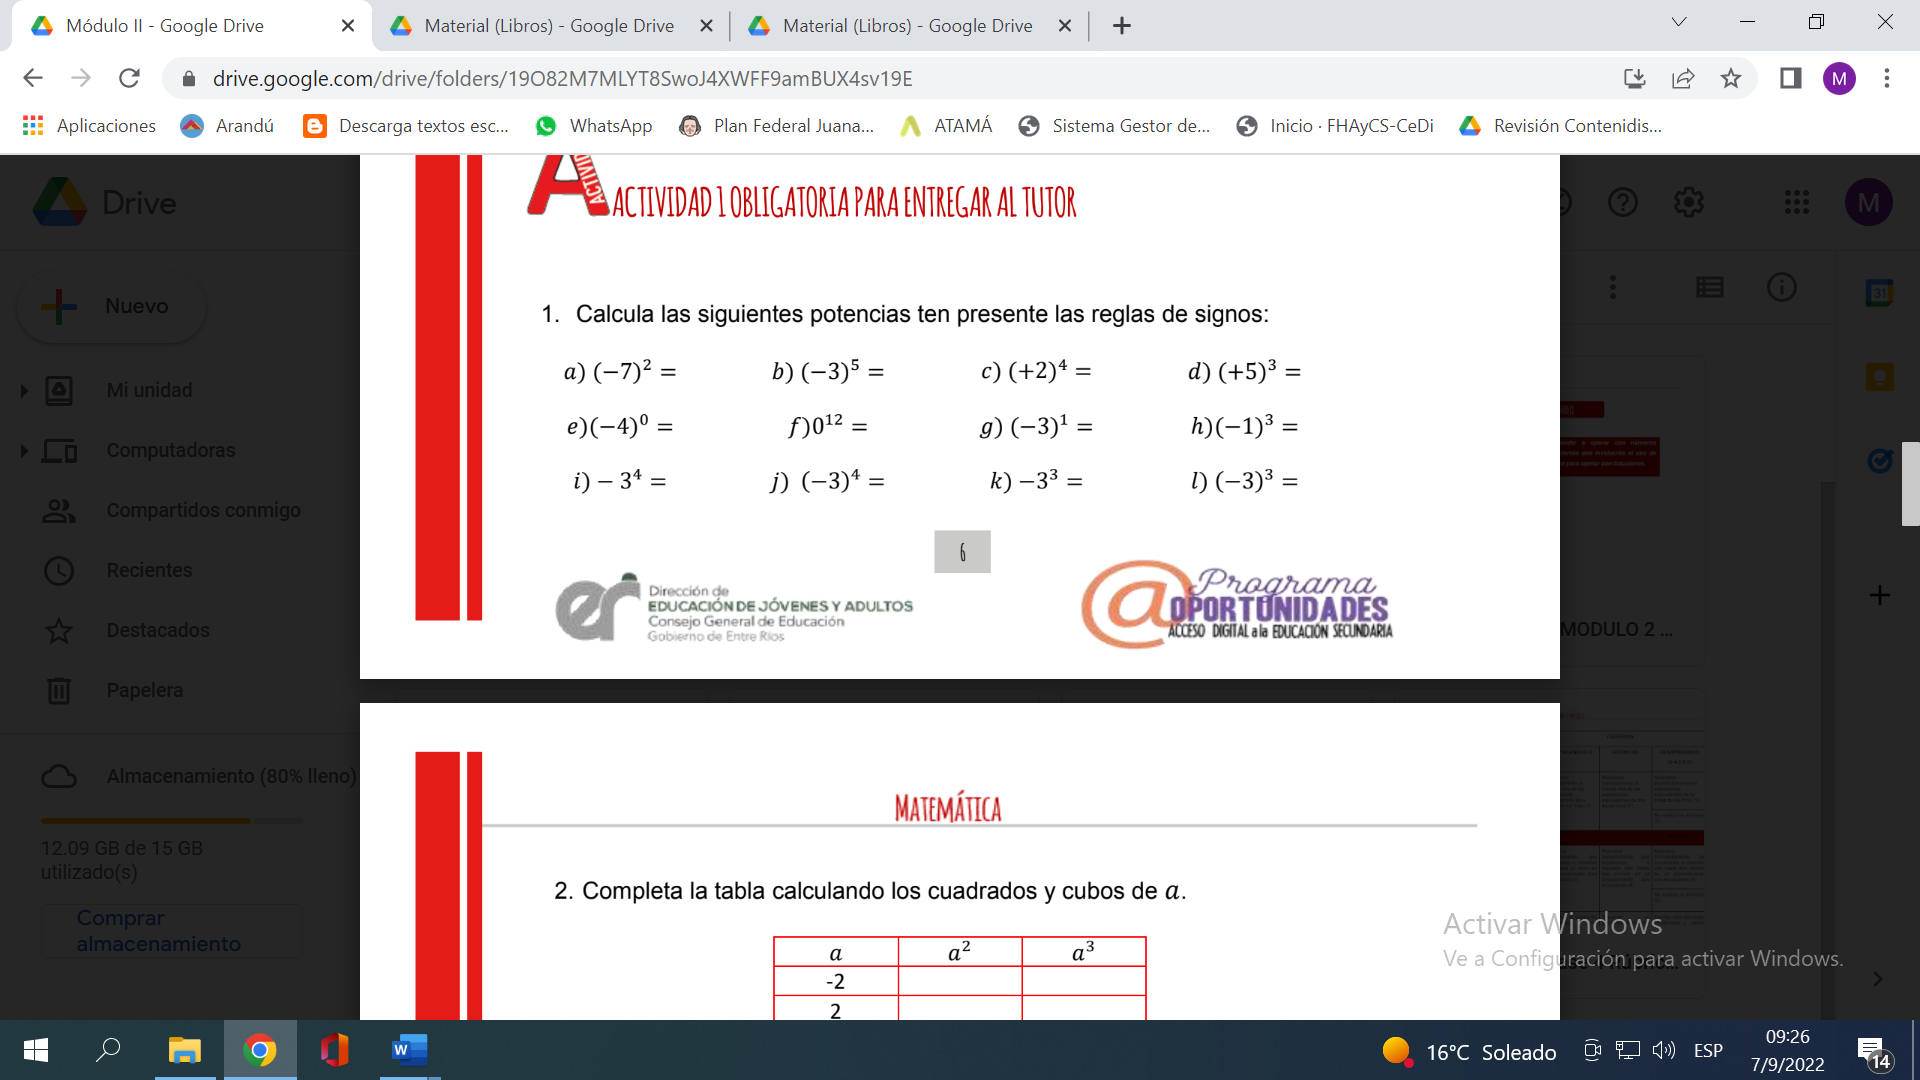 Módulo II - Google Drive
Material (Libros) - Google Drive
Material (Libros) - Google Drive
drive.google.com/drive/folders/19O82M7MLYT8SwoJ4XWFF9amBUX4sv19E
M
Aplicaciones
Arandú
Descarga textos esc...
WhatsApp
Plan Federal Juana...
ATAMÁ
Sistema Gestor de...
Inicio · FHAyCS-CeDi
Revisión Contenidis...
Drive
M
ACTIVIDAD 1 OBLIGATORIA PARA ENTREGAR AL TUTOR
Nuevo
31
1. Calcula las siguientes potencias ten presente las reglas de signos:
a) (−7)² = b) (−3)⁵ = c) (+2)⁴ = d) (+5)³ =
e)(−4)⁰ = f)0¹² = g) (−3)¹ = h)(−1)³ =
i) − 3⁴ = j) (−3)⁴ = k) −3³ = l) (−3)³ =
Mi unidad
Computadoras
Compartidos conmigo
Recientes
Destacados
Papelera
Almacenamiento (80% lleno)
12.09 GB de 15 GB
utilizado(s)
Comprar
almacenamiento
6
er
Dirección de
EDUCACIÓN DE JÓVENES Y ADULTOS
Consejo General de Educación
Gobierno de Entre Ríos
@ Programa
OPORTUNIDADES
ACCESO DIGITAL a la EDUCACIÓN SECUNDARIA
MODULO 2 ...
MATEMÁTICA
2. Completa la tabla calculando los cuadrados y cubos de a.
a a² a³
-2
2
Activar Windows
Ve a Configuración para activar Windows.
W
16°C Soleado
ESP
09:26
7/9/2022
14